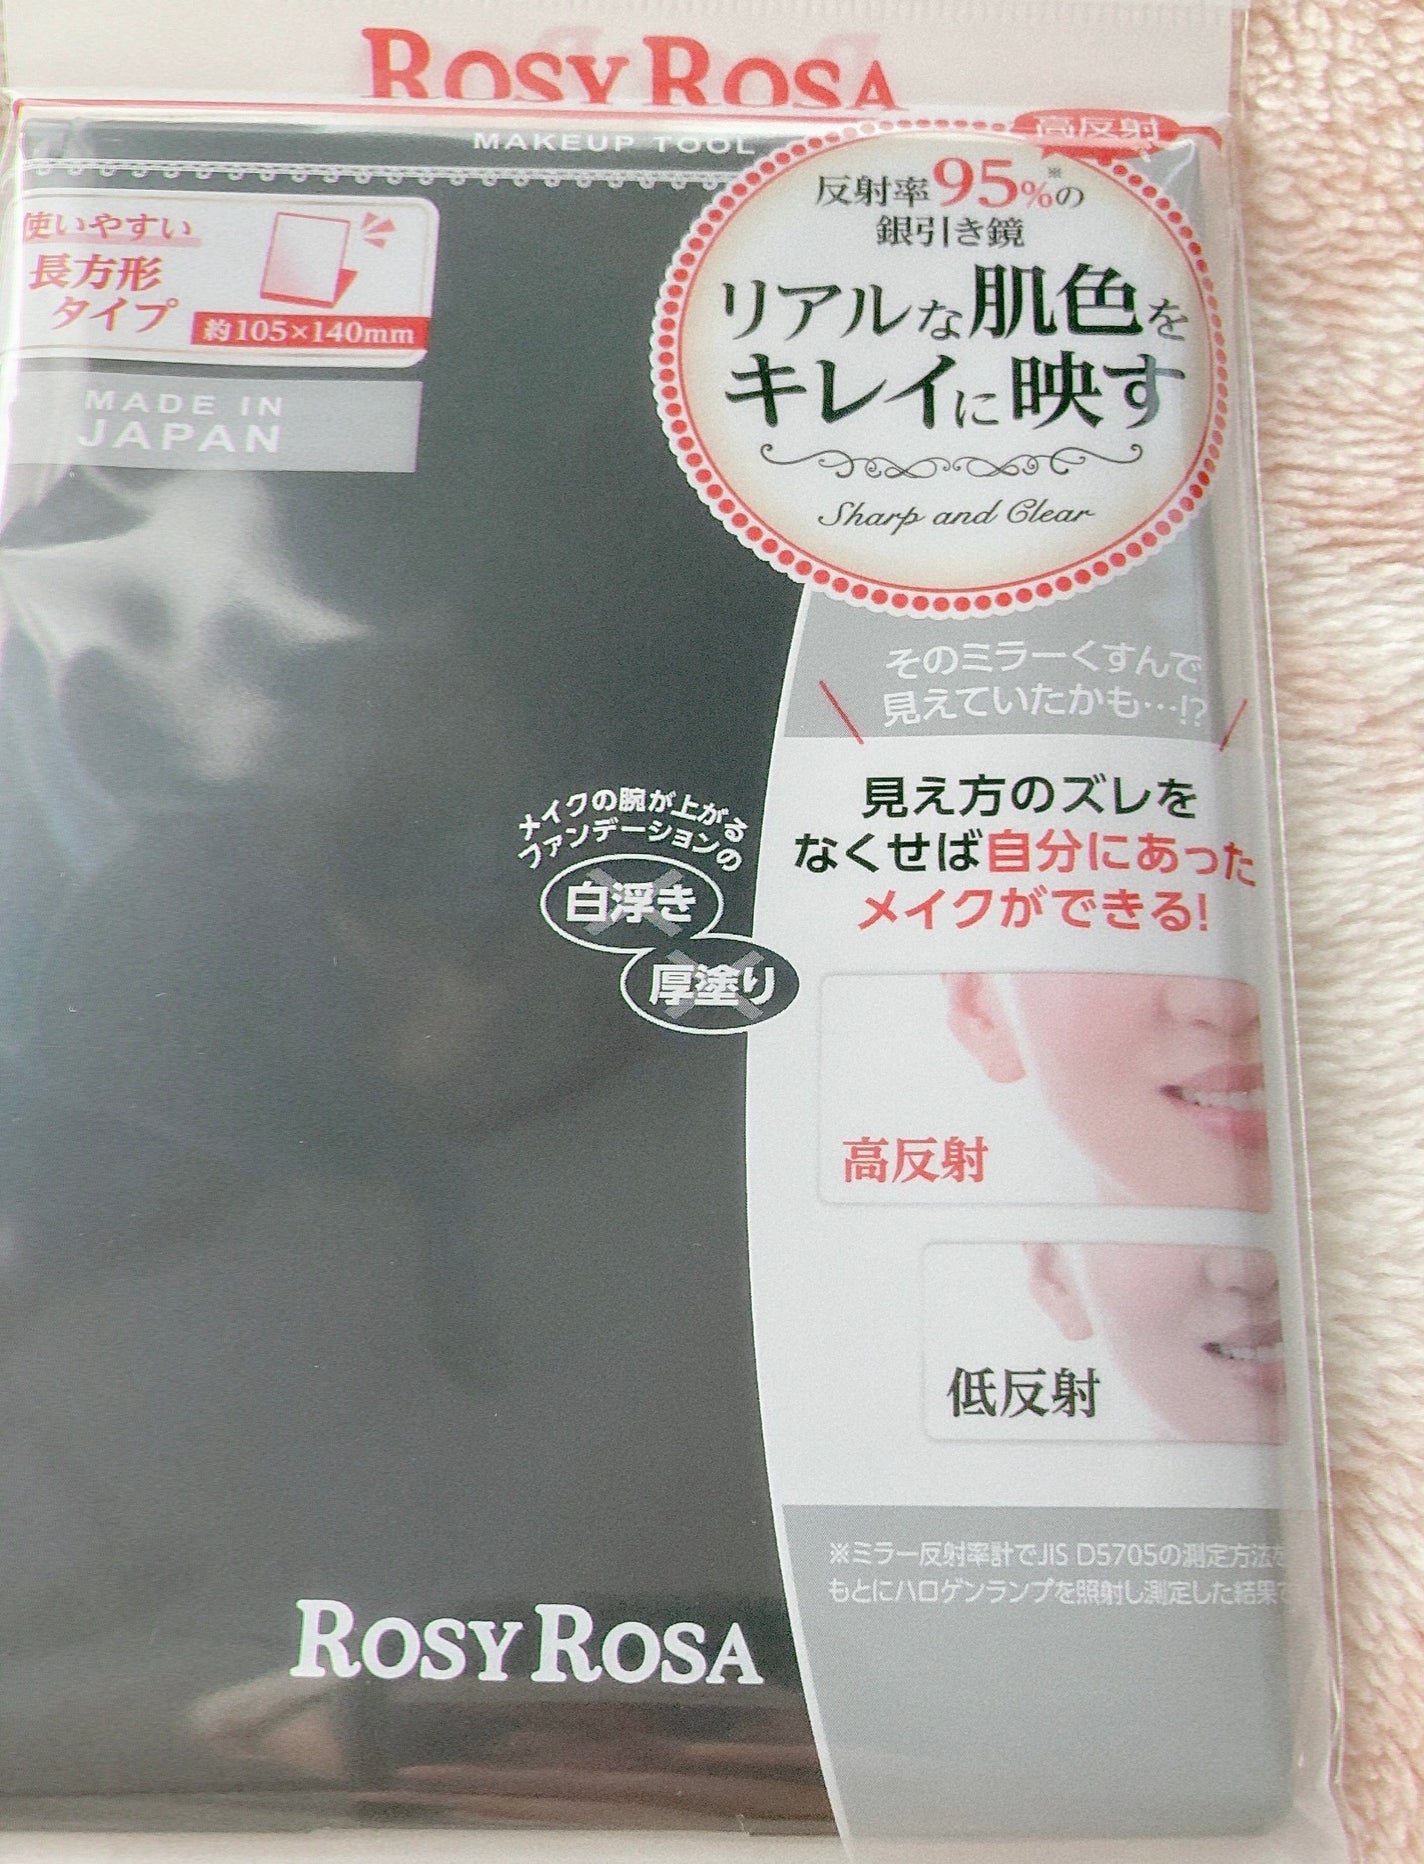 ROSY ROSA
MAKEUP TOOL
高反射
反射率95%※の
銀引き鏡
リアルな肌色を
キレイに映す
Sharp and Clear
使いやすい
長方形
タイプ
約105×140mm
MADE IN
JAPAN
そのミラーくすんで
見えていたかも…!?
見え方のズレを
なくせば自分にあった
メイクができる!
メイクの腕が上がる
ファンデーションの
白浮き
厚塗り
高反射
低反射
※ミラー反射率計でJIS D5705の測定方法を
もとにハロゲンランプを照射し測定した結果で
ROSY ROSA